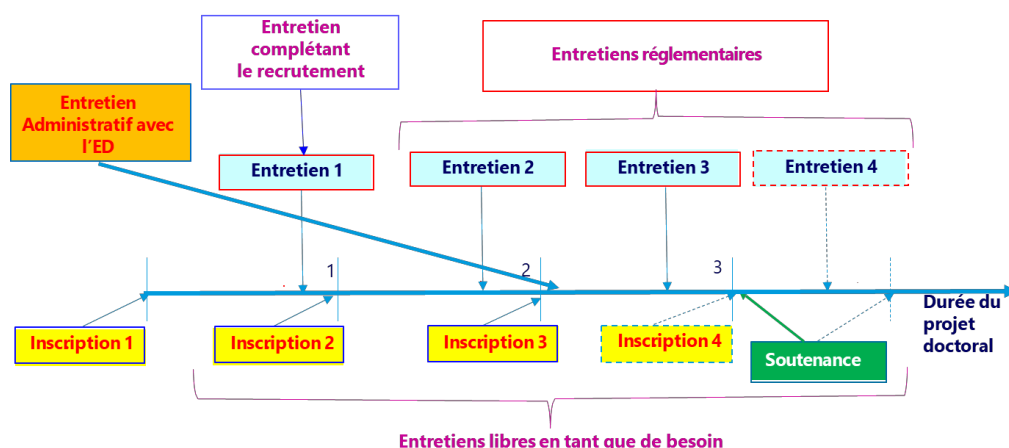 Entretien
complétant
le recrutement
Entretiens réglementaires
Entretien
Administratif avec
l'ED
Entretien 1
Entretien 2
Entretien 3
Entretien 4
1
2
3
Durée du
projet
doctoral
Inscription 1
Inscription 2
Inscription 3
Inscription 4
Soutenance
Entretiens libres en tant que de besoin